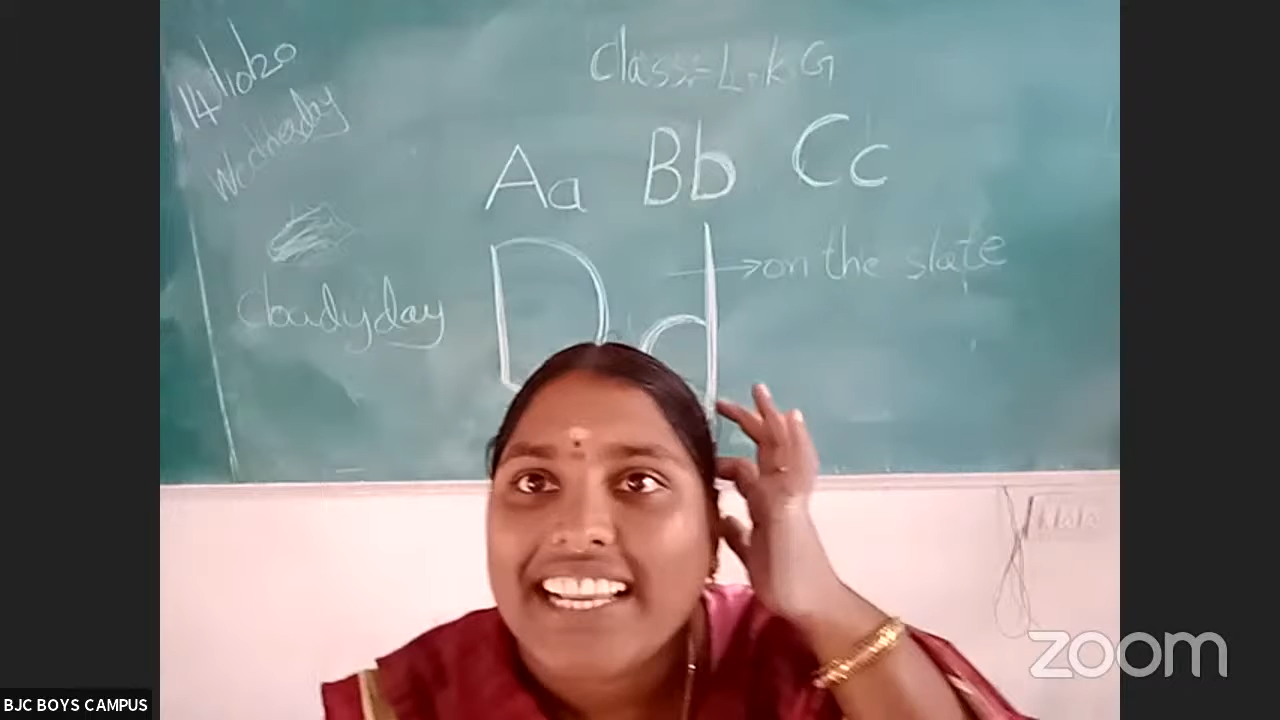 14/10/20
Wednesday
Cloudyday
Class:- L.K.G
Aa Bb Cc
Dd → on the slate
zoom
BJC BOYS CAMPUS